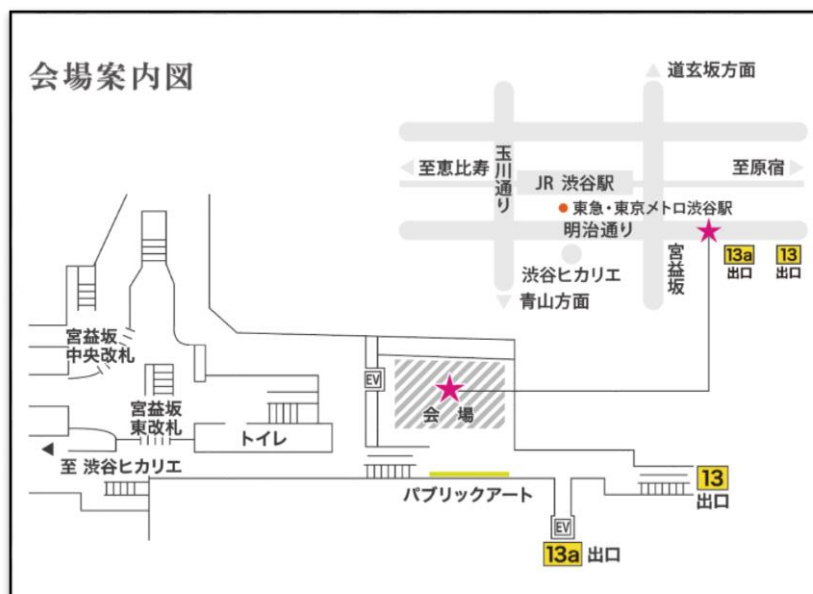 会場案内図
道玄坂方面
玉川通り
至恵比寿
JR 渋谷駅
至原宿
東急・東京メトロ渋谷駅
明治通り
渋谷ヒカリエ
青山方面
宮益坂
13a
出口
13
出口
宮益坂
中央改札
宮益坂
東改札
トイレ
至 渋谷ヒカリエ
EV
会場
パブリックアート
13
出口
EV
13a 出口